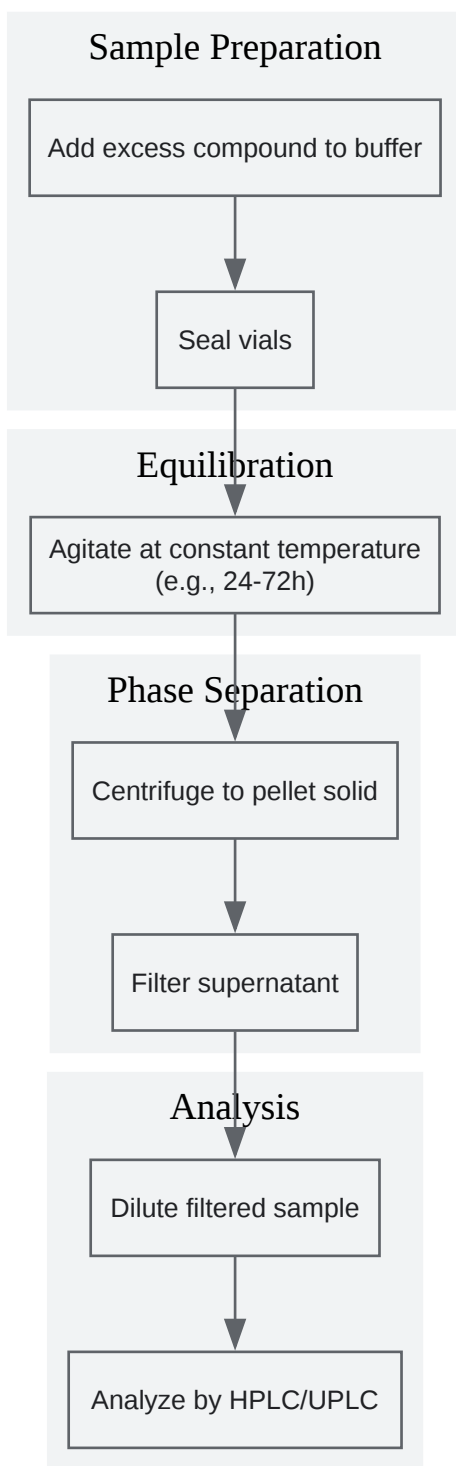 Sample Preparation
Add excess compound to buffer
Seal vials
Equilibration
Agitate at constant temperature
(e.g., 24-72h)
Phase Separation
Centrifuge to pellet solid
Filter supernatant
Analysis
Dilute filtered sample
Analyze by HPLC/UPLC